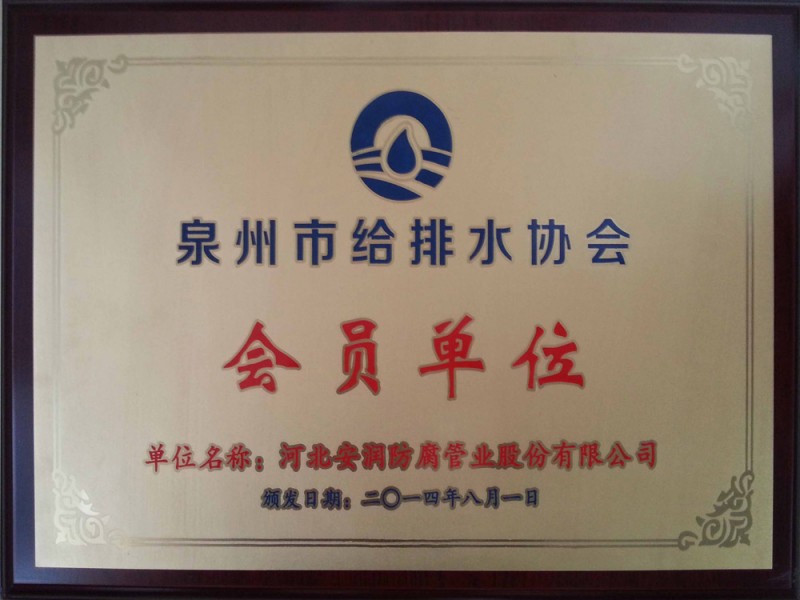 泉州市给排水协会
会员单位
单位名称：河北安润防腐管业股份有限公司
颁发日期：二〇一四年八月一日